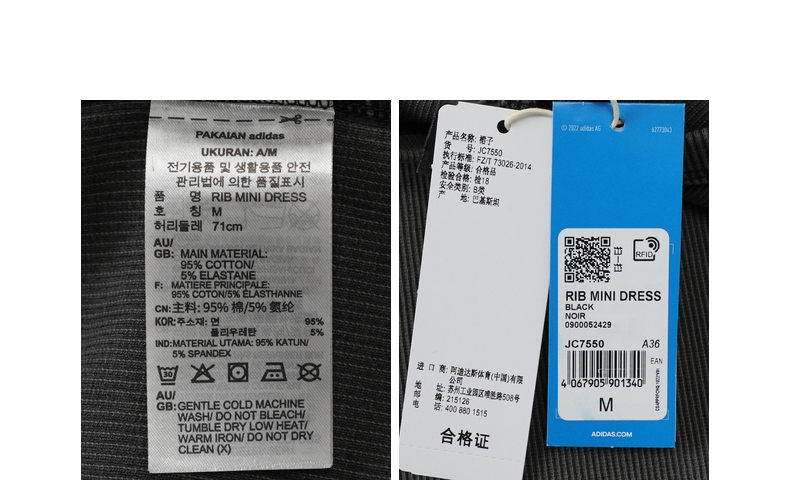 PAKAIAN adidas
UKURAN: A/M
전기용품 및 생활용품 안전
관리법에 의한 품질표시
품 명 RIB MINI DRESS
호 칭 M
허리둘레 71cm
AU/
GB: MAIN MATERIAL:
95% COTTON/
5% ELASTANE
F: MATIERE PRINCIPALE:
95% COTON/5% ÉLASTHANNE
CN: 主料: 95% 棉/5% 氨纶
KOR:주소재: 면 95%
폴리우레탄 5%
IND: MATERIAL UTAMA: 95% KATUN/
5% SPANDEX
30
AU/
GB: GENTLE COLD MACHINE
WASH/ DO NOT BLEACH/
TUMBLE DRY LOW HEAT/
WARM IRON/ DO NOT DRY
CLEAN (X)
产品名称: 裙子
货 号: JC7550
执行标准: FZ/T 73026-2014
产品等级: 合格品
检验合格: 检18
安全类别: B类
产 地: 巴基斯坦
进 口 商: 阿迪达斯体育(中国)有限
公司
地 址: 苏州工业园区唯胜路508号
邮 编: 215126
电 话: 400 880 1515
合格证
© 2022 adidas AG
62773043
RFID
RIB MINI DRESS
BLACK
NOIR
0900052429
JC7550 A36
EAN
4 067905 901340
M
ADIDAS.COM